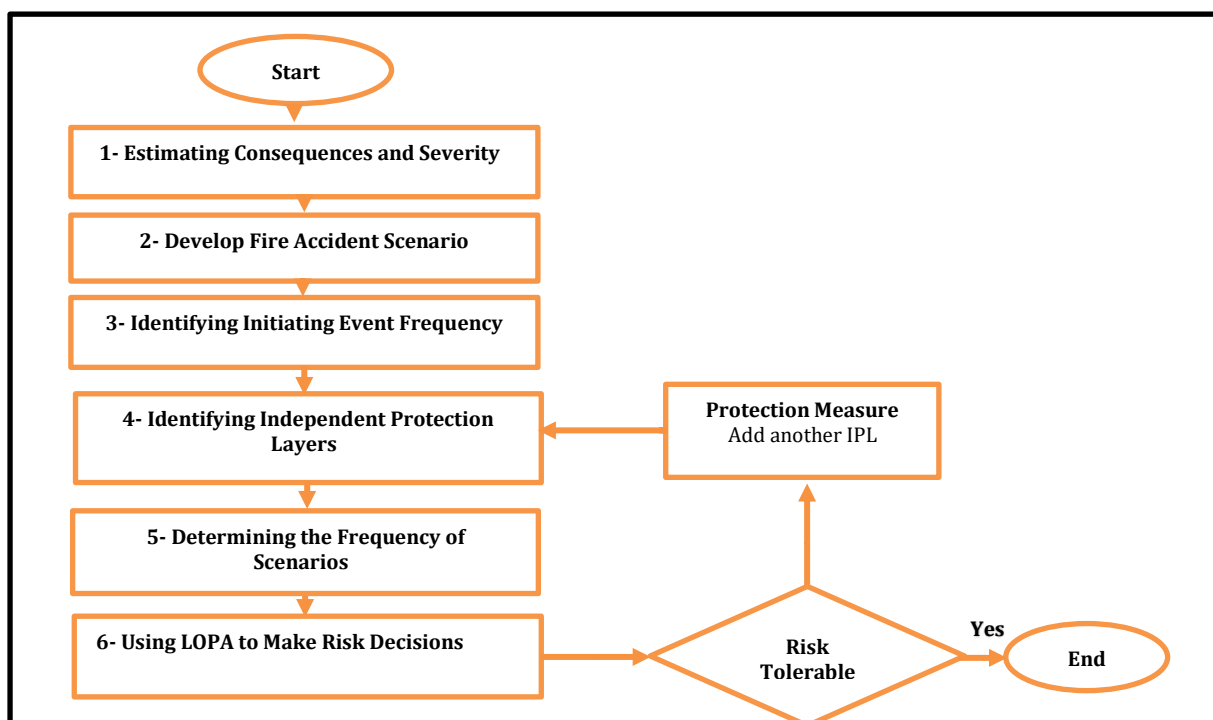 Start
1- Estimating Consequences and Severity
2- Develop Fire Accident Scenario
3- Identifying Initiating Event Frequency
4- Identifying Independent Protection
Layers
Protection Measure
Add another IPL
5- Determining the Frequency of
Scenarios
6- Using LOPA to Make Risk Decisions
Risk
Tolerable
Yes
End